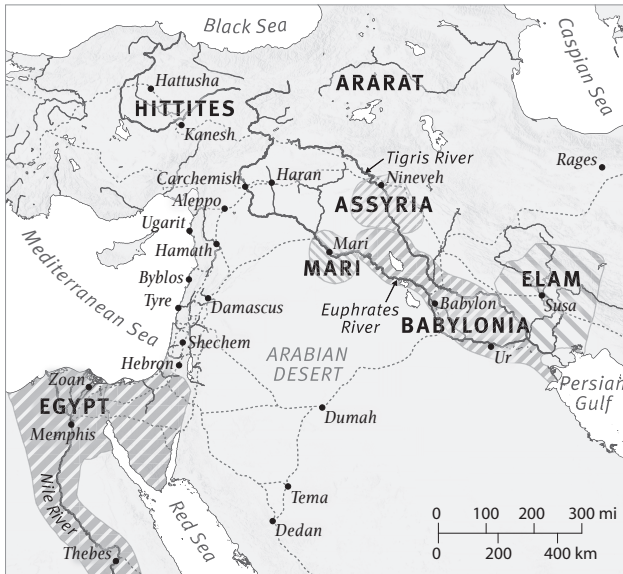 Black Sea
Caspian Sea
Hattusha
ARARAT
HITTITES
Kanesh
Tigris River
Rages
Carchemish
Haran
Nineveh
Aleppo
ASSYRIA
Ugarit
Mediterranean Sea
Hamath
Mari
MARI
Byblos
ELAM
Tyre
Damascus
Euphrates
River
Babylon
Susa
BABYLONIA
Shechem
ARABIAN
DESERT
Ur
Hebron
Zoan
Persian
Gulf
EGYPT
Dumah
Memphis
Nile River
Tema
Red Sea
Dedan
Thebes
0 100 200 300 mi
0 200 400 km